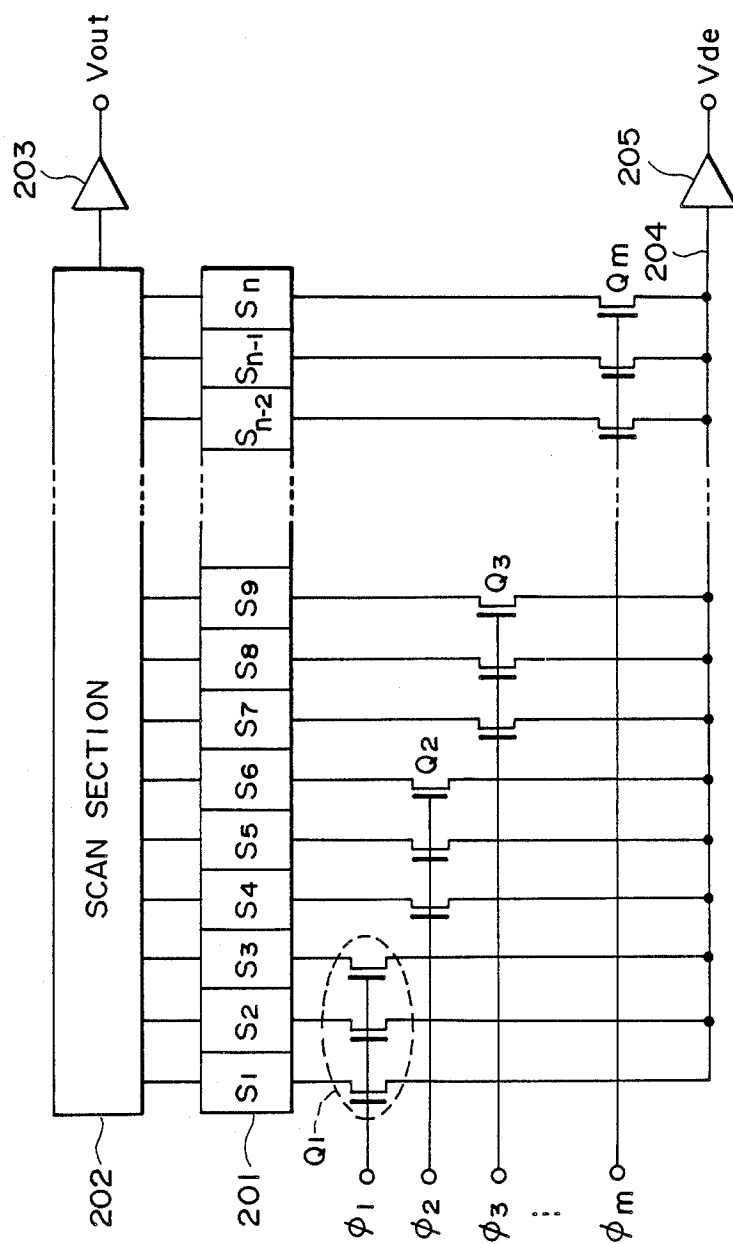 Vout
203
Vde
205
204
202
SCAN SECTION
201
S1 S2 S3 S4 S5 S6 S7 S8 S9 Sn-2 Sn-1 Sn
Q1
Q2
Q3
Qm
ϕ1
ϕ2
ϕ3
ϕm